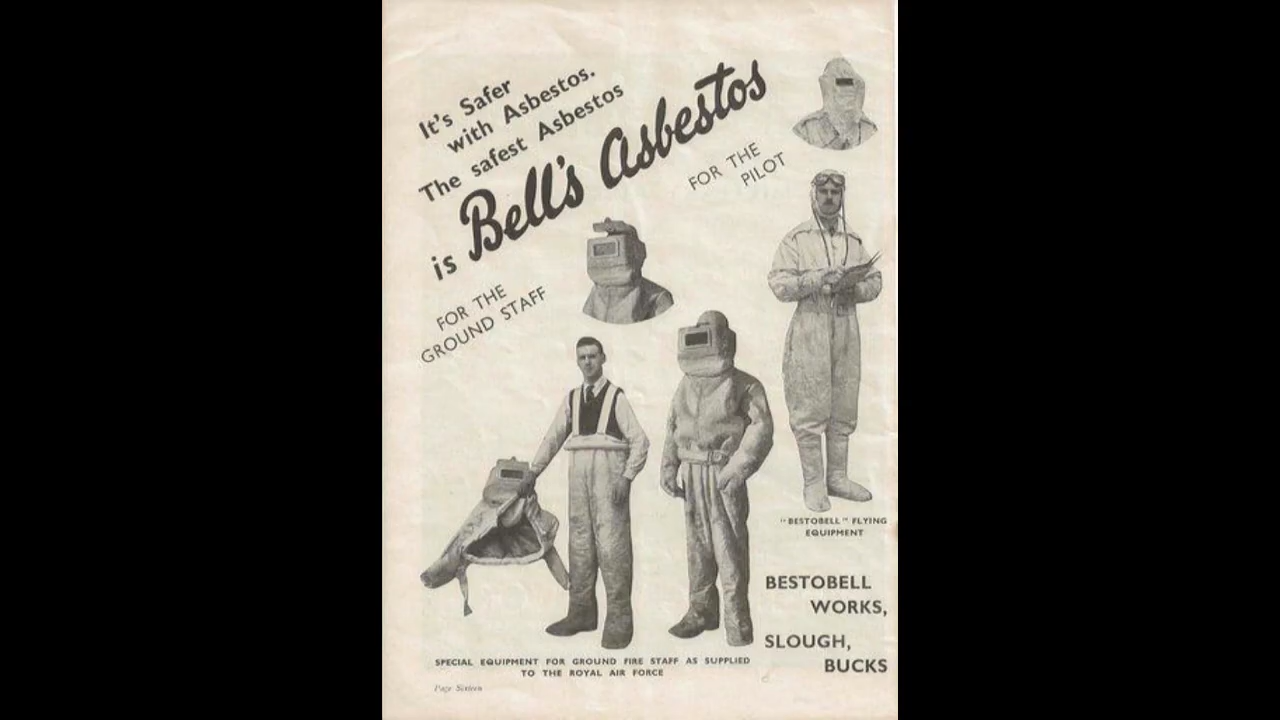 It's Safer
with Asbestos.
The safest Asbestos
is Bell's Asbestos
FOR THE
PILOT
FOR THE
GROUND STAFF
"BESTOBELL" FLYING
EQUIPMENT
BESTOBELL
WORKS,
SLOUGH,
BUCKS
SPECIAL EQUIPMENT FOR GROUND FIRE STAFF AS SUPPLIED
TO THE ROYAL AIR FORCE
Page Sixteen